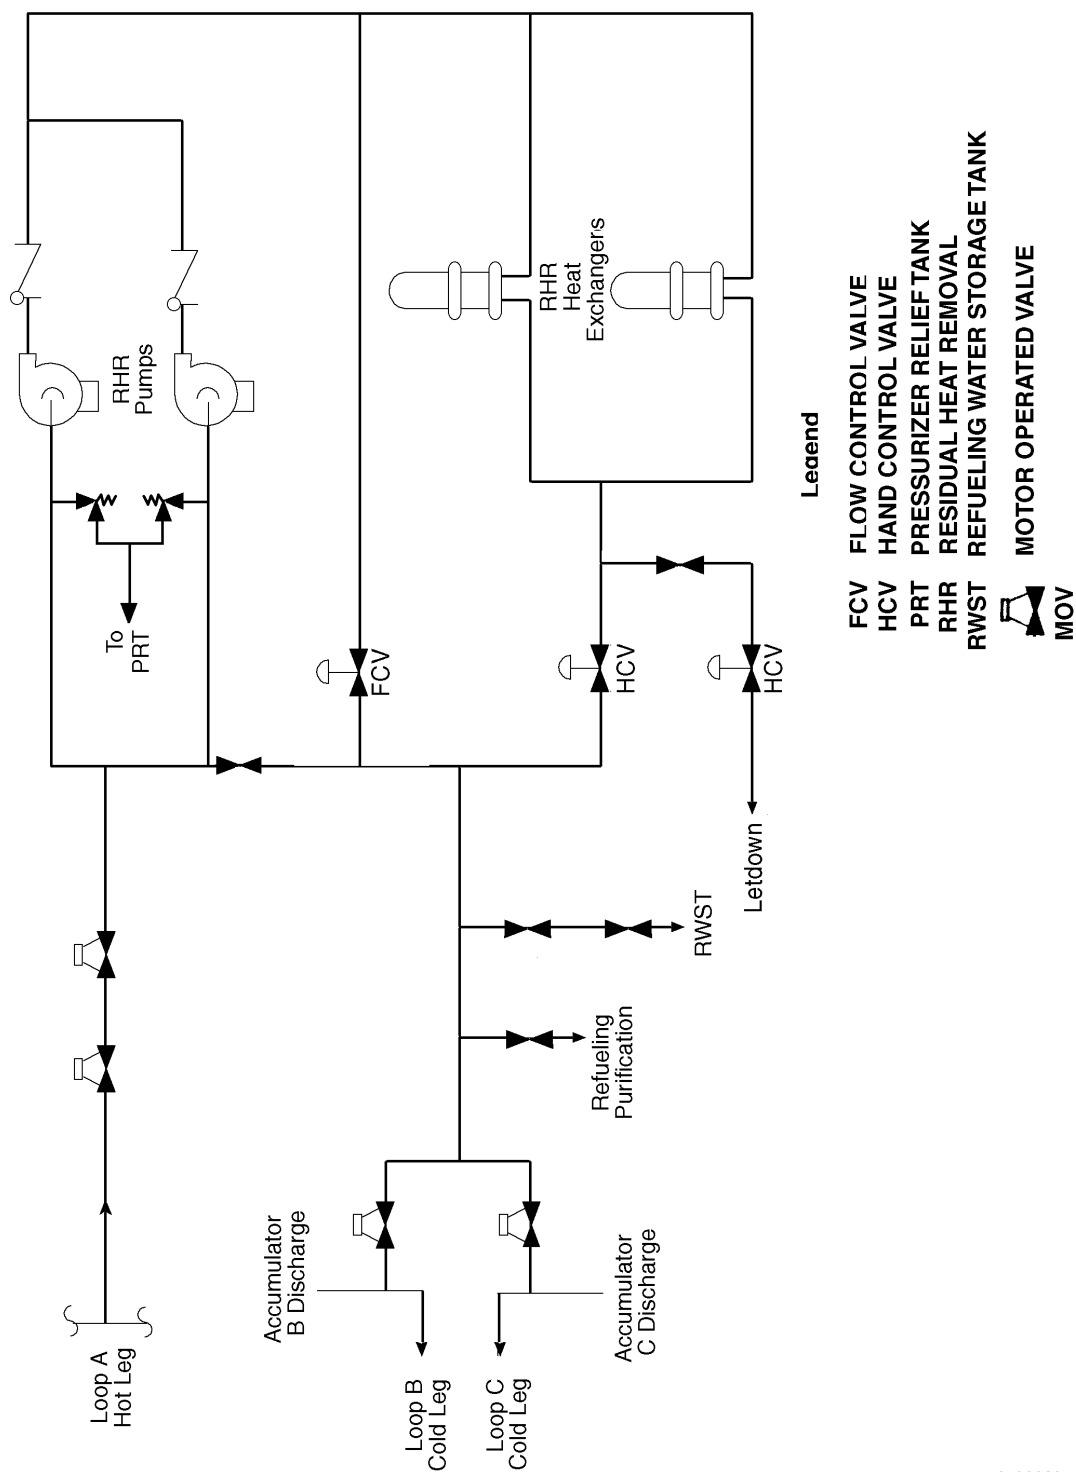 RHR
Pumps
RHR
Heat
Exchangers
To
PRT
FCV
HCV
HCV
Letdown
RWST
Refueling
Purification
Accumulator
B Discharge
Accumulator
C Discharge
Loop A
Hot Leg
Loop B
Cold Leg
Loop C
Cold Leg
Legend
FCV FLOW CONTROL VALVE
HCV HAND CONTROL VALVE
PRT PRESSURIZER RELIEF TANK
RHR RESIDUAL HEAT REMOVAL
RWST REFUELING WATER STORAGE TANK
MOV MOTOR OPERATED VALVE